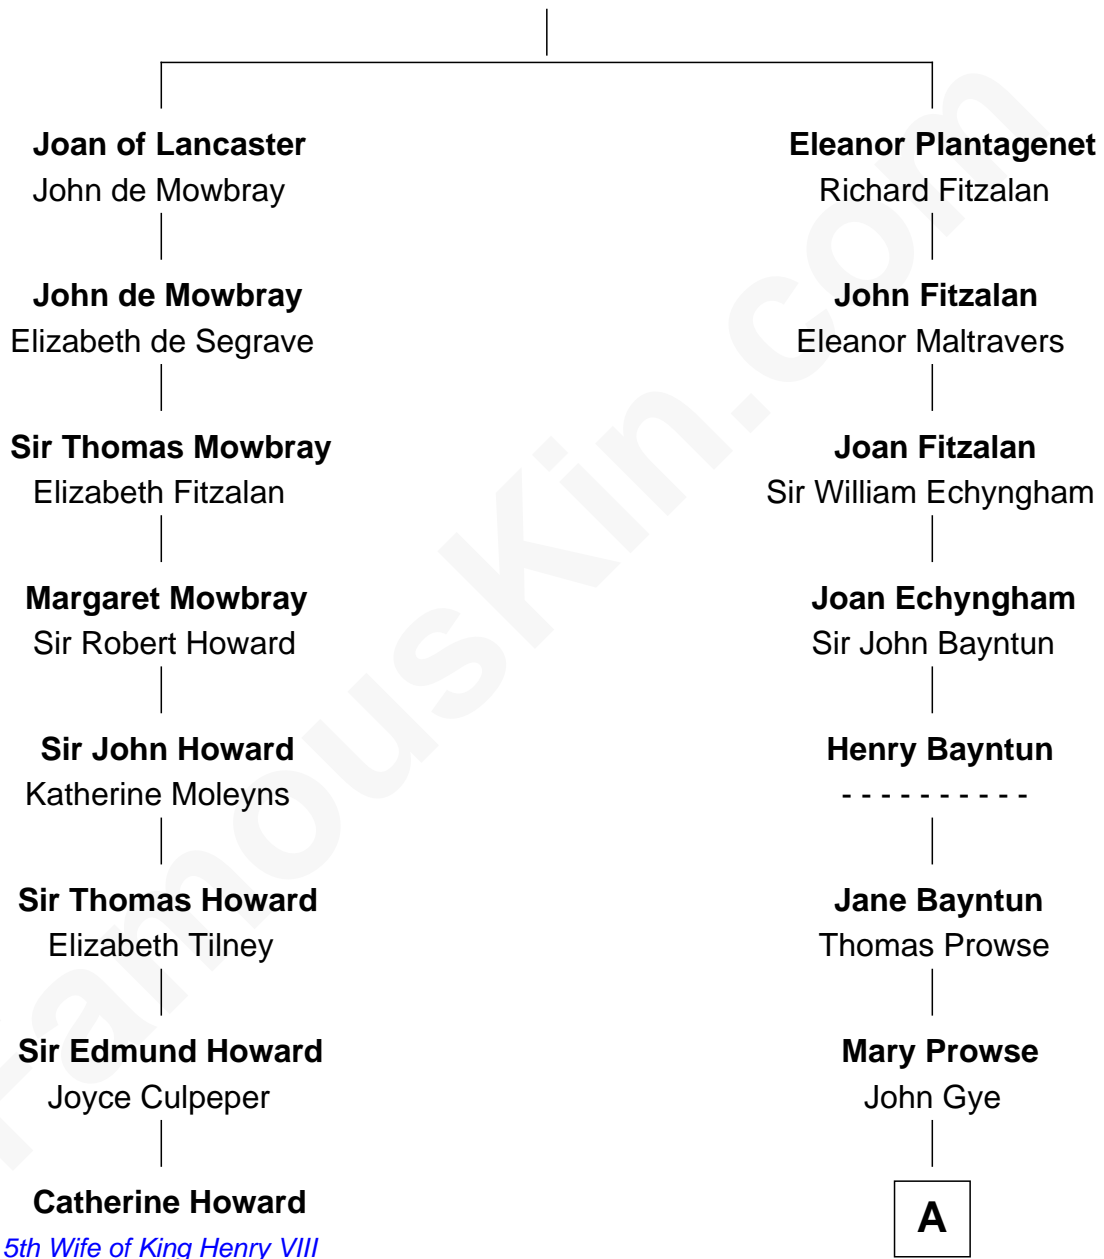 Joan of Lancaster
John de Mowbray
Eleanor Plantagenet
Richard Fitzalan
John de Mowbray
Elizabeth de Segrave
John Fitzalan
Eleanor Maltravers
Sir Thomas Mowbray
Elizabeth Fitzalan
Joan Fitzalan
Sir William Echyngham
Margaret Mowbray
Sir Robert Howard
Joan Echyngham
Sir John Bayntun
Sir John Howard
Katherine Moleyns
Henry Bayntun
- - - - - - - - - -
Sir Thomas Howard
Elizabeth Tilney
Jane Bayntun
Thomas Prowse
Sir Edmund Howard
Joyce Culpeper
Mary Prowse
John Gye
Catherine Howard
5th Wife of King Henry VIII
A
FamousKin.com